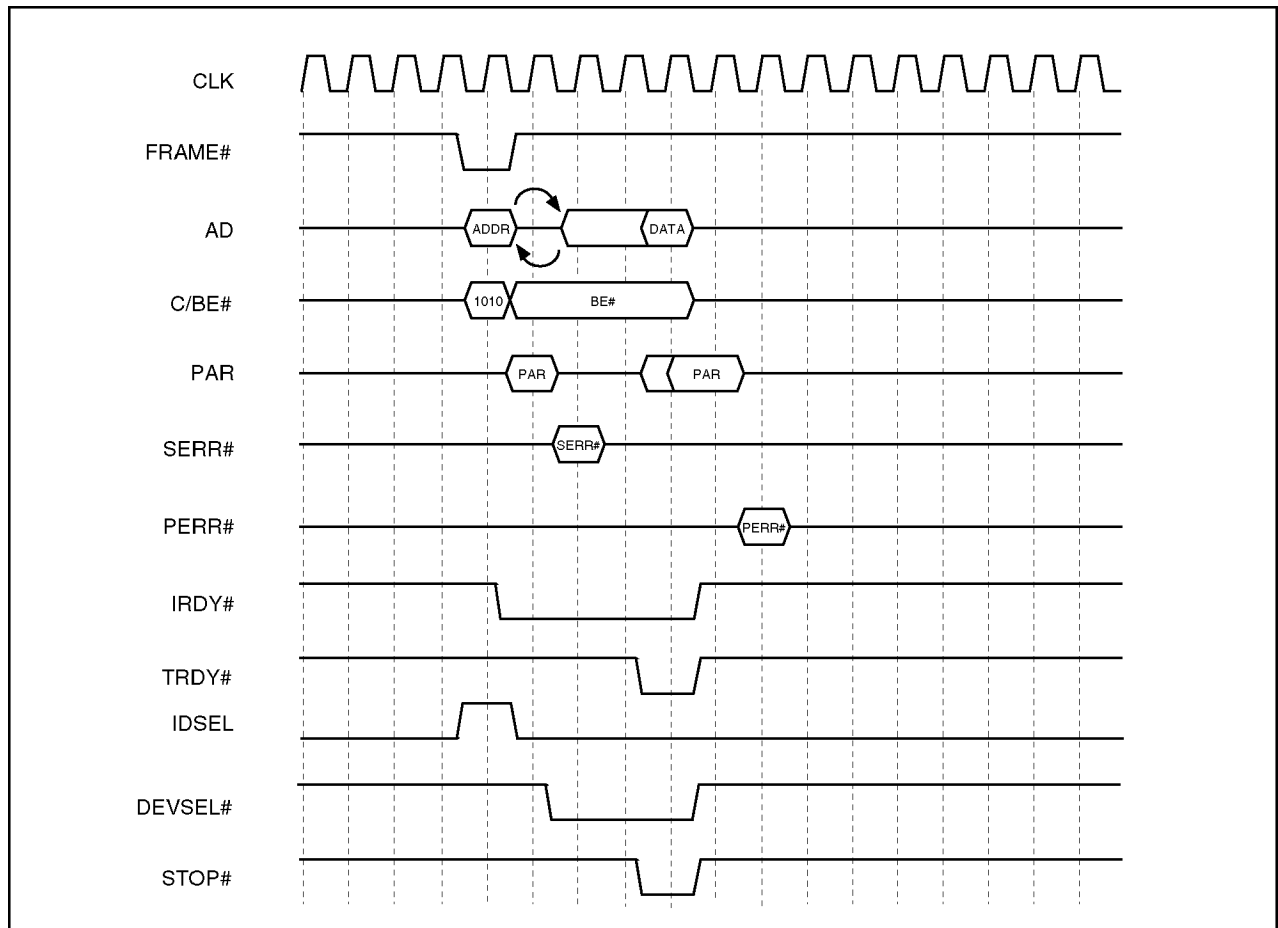 CLK
FRAME#
AD
ADDR
DATA
C/BE#
1010
BE#
PAR
PAR
PAR
SERR#
SERR#
PERR#
PERR#
IRDY#
TRDY#
IDSEL
DEVSEL#
STOP#